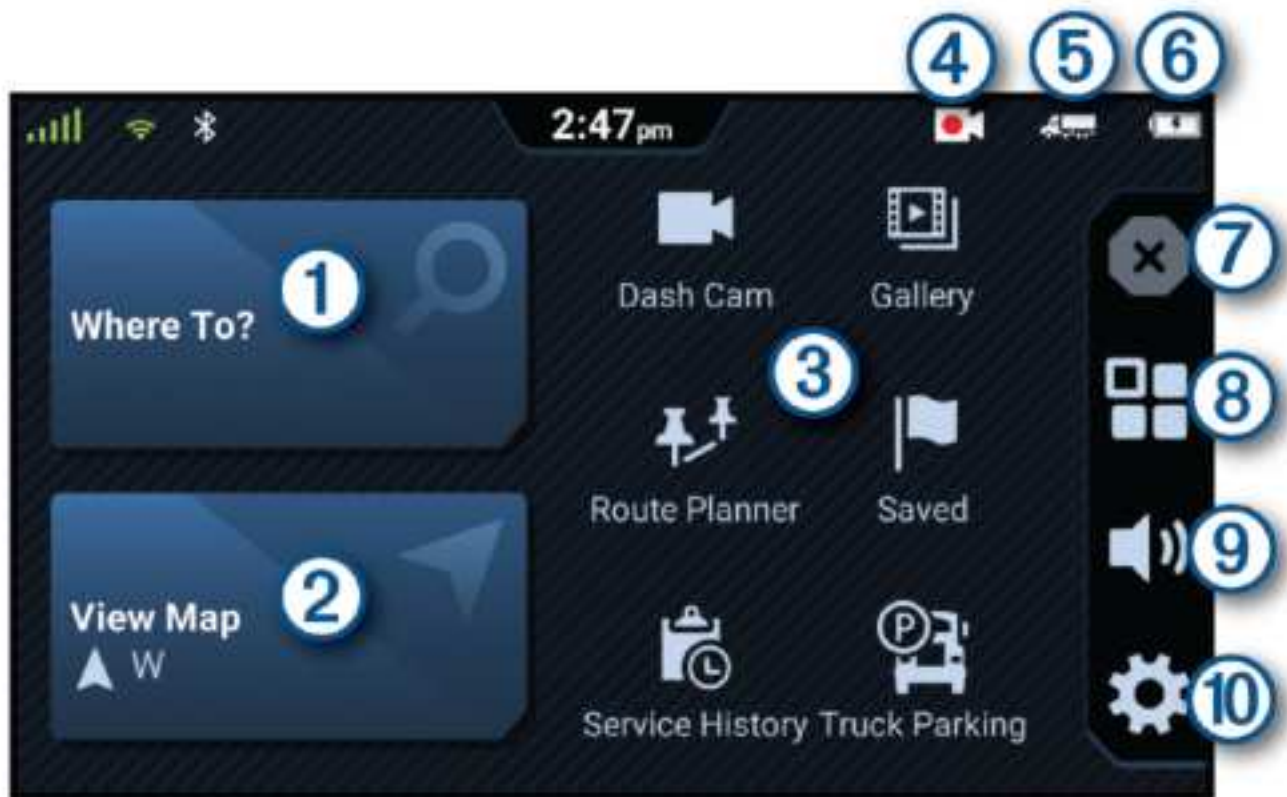 4 5 6
2:47pm
Where To?
1
Dash Cam Gallery
7
3
8
Route Planner Saved
View Map
W
2
9
P
Service History Truck Parking
10